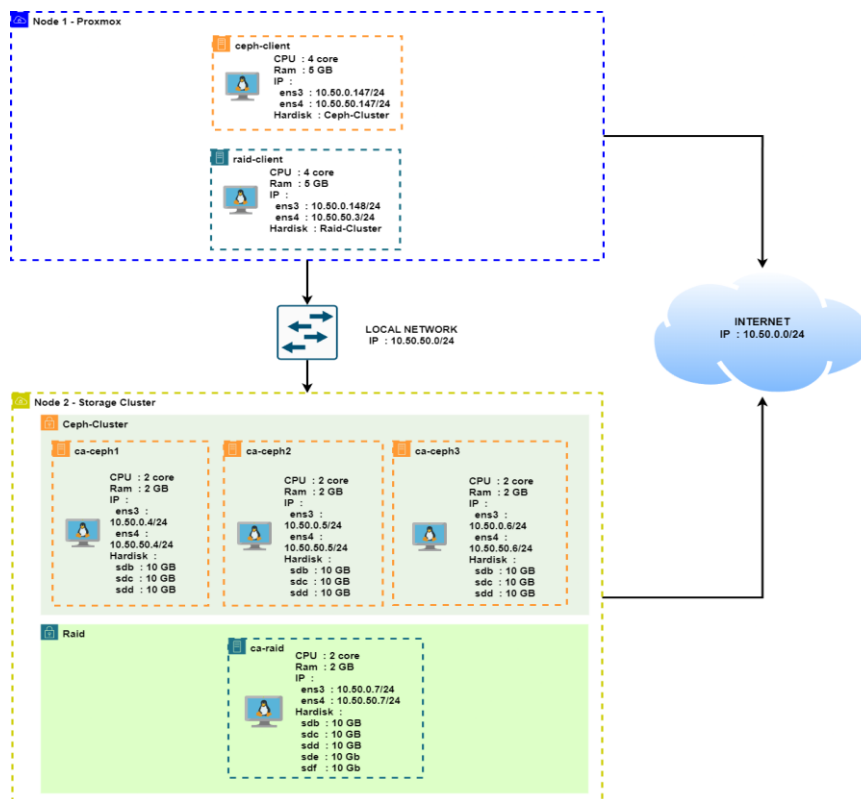 Node 1 - Proxmox
ceph-client
CPU : 4 core
Ram : 5 GB
IP :
ens3 : 10.50.0.147/24
ens4 : 10.50.50.147/24
Hardisk : Ceph-Cluster
raid-client
CPU : 4 core
Ram : 5 GB
IP :
ens3 : 10.50.0.148/24
ens4 : 10.50.50.3/24
Hardisk : Raid-Cluster
LOCAL NETWORK
IP : 10.50.50.0/24
INTERNET
IP : 10.50.0.0/24
Node 2 - Storage Cluster
Ceph-Cluster
ca-ceph1
CPU : 2 core
Ram : 2 GB
IP :
ens3 :
10.50.0.4/24
ens4 :
10.50.50.4/24
Hardisk :
sdb : 10 GB
sdc : 10 GB
sdd : 10 GB
ca-ceph2
CPU : 2 core
Ram : 2 GB
IP :
ens3 :
10.50.0.5/24
ens4 :
10.50.50.5/24
Hardisk :
sdb : 10 GB
sdc : 10 GB
sdd : 10 GB
ca-ceph3
CPU : 2 core
Ram : 2 GB
IP :
ens3 :
10.50.0.6/24
ens4 :
10.50.50.6/24
Hardisk :
sdb : 10 GB
sdc : 10 GB
sdd : 10 GB
Raid
ca-raid
CPU : 2 core
Ram : 2 GB
IP :
ens3 : 10.50.0.7/24
ens4 : 10.50.50.7/24
Hardisk :
sdb : 10 GB
sdc : 10 GB
sdd : 10 GB
sde : 10 Gb
sdf : 10 Gb